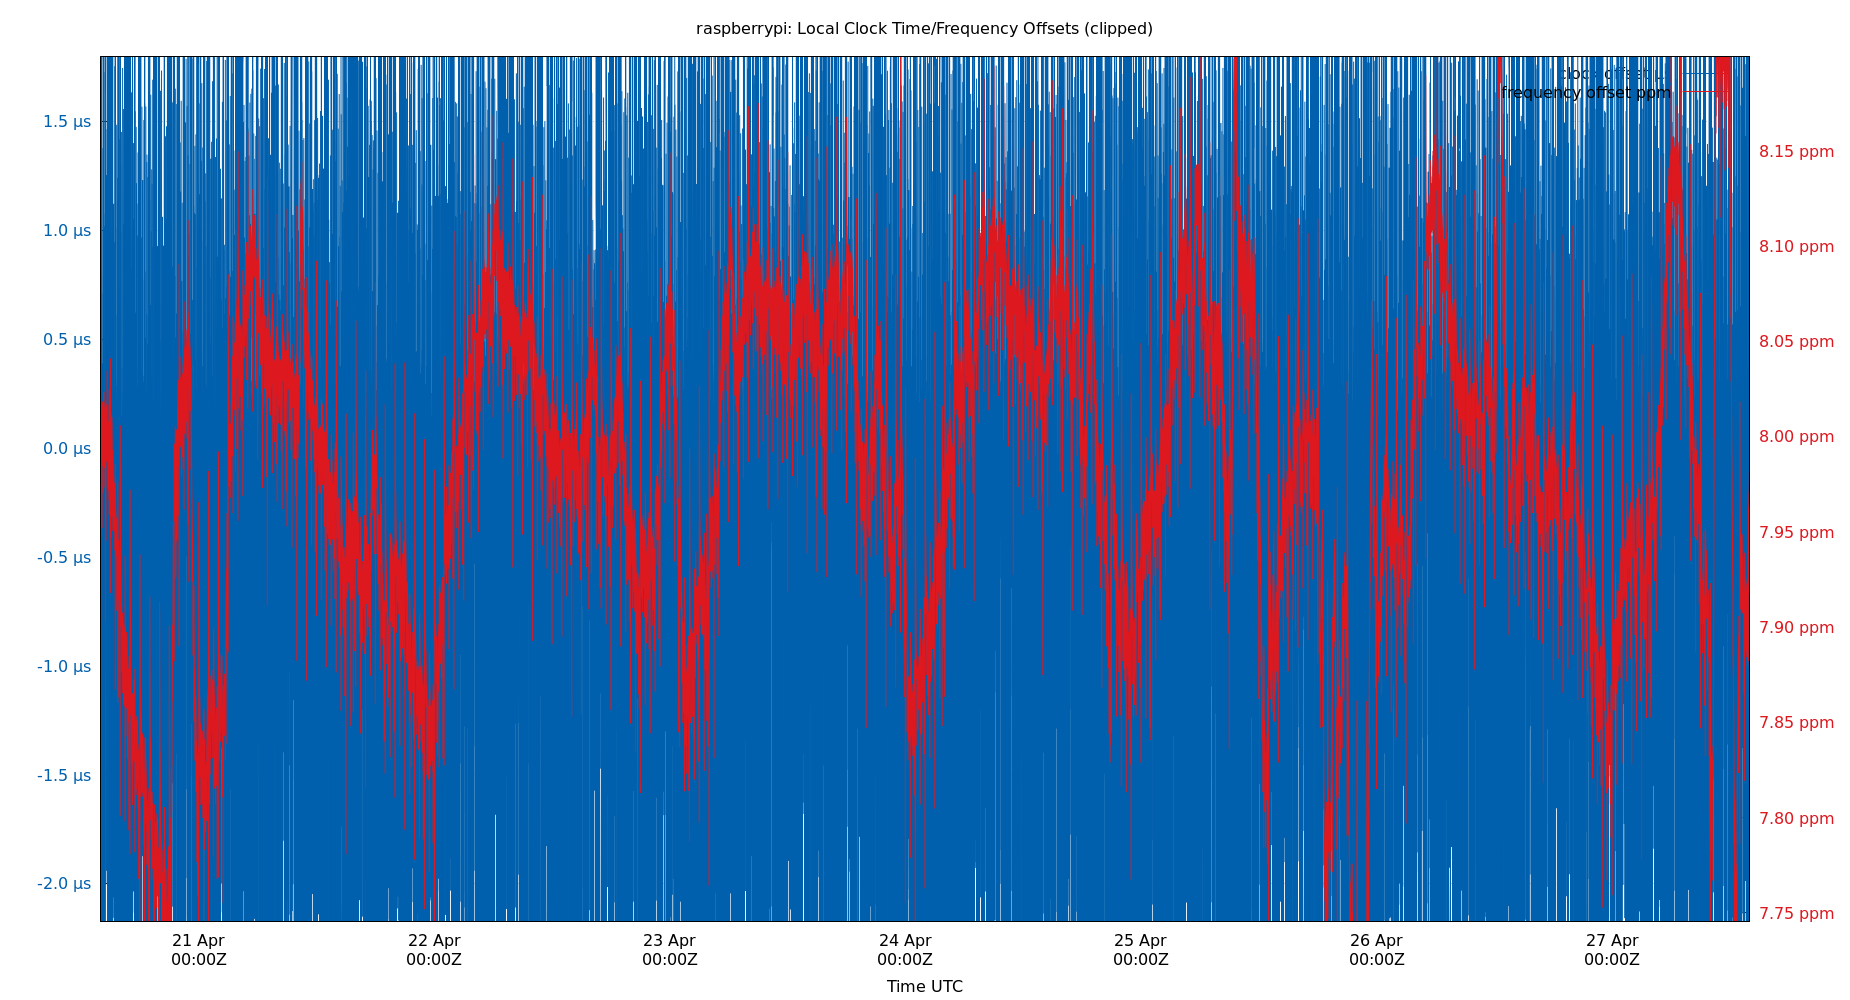 raspberrypi: Local Clock Time/Frequency Offsets (clipped)
clock offset
frequency offset ppm
1.5 μs
1.0 μs
0.5 μs
0.0 μs
-0.5 μs
-1.0 μs
-1.5 μs
-2.0 μs
8.15 ppm
8.10 ppm
8.05 ppm
8.00 ppm
7.95 ppm
7.90 ppm
7.85 ppm
7.80 ppm
7.75 ppm
21 Apr 22 Apr 23 Apr 24 Apr 25 Apr 26 Apr 27 Apr
00:00Z 00:00Z 00:00Z 00:00Z 00:00Z 00:00Z 00:00Z
Time UTC